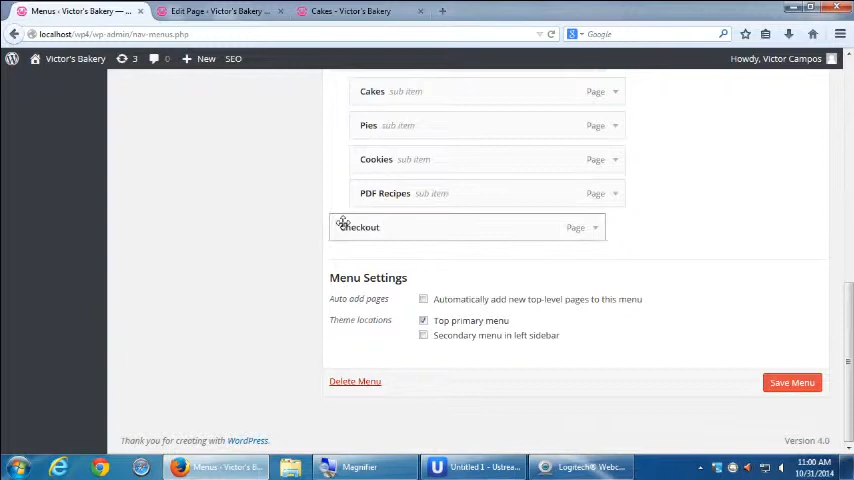 Menus ‹ Victor's Bakery —...
Edit Page ‹ Victor's Bakery ...
Cakes - Victor's Bakery
localhost/wp4/wp-admin/nav-menus.php
Google
Victor's Bakery
3
0
New
SEO
Howdy, Victor Campos
Cakes sub item Page
Pies sub item Page
Cookies sub item Page
PDF Recipes sub item Page
Checkout Page
Menu Settings
Auto add pages
Automatically add new top-level pages to this menu
Theme locations
Top primary menu
Secondary menu in left sidebar
Delete Menu
Save Menu
Thank you for creating with WordPress.
Version 4.0
Menus ‹ Victor's B...
Magnifier
Untitled 1 - Ustrea...
Logitech® Webc...
11:00 AM
10/31/2014